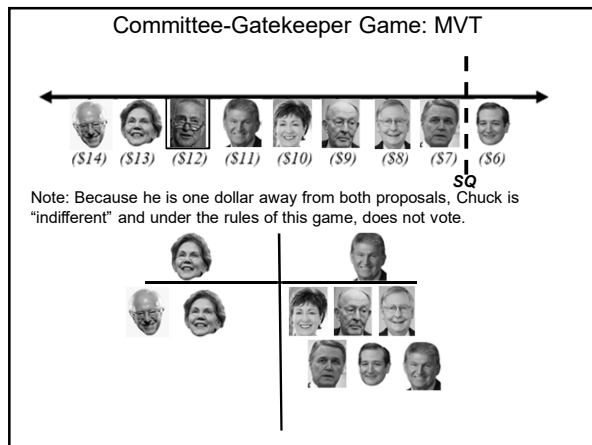 Committee-Gatekeeper Game: MVT
($14) ($13) ($12) ($11) ($10) ($9) ($8) ($7) ($6)
SQ
Note: Because he is one dollar away from both proposals, Chuck is
“indifferent” and under the rules of this game, does not vote.